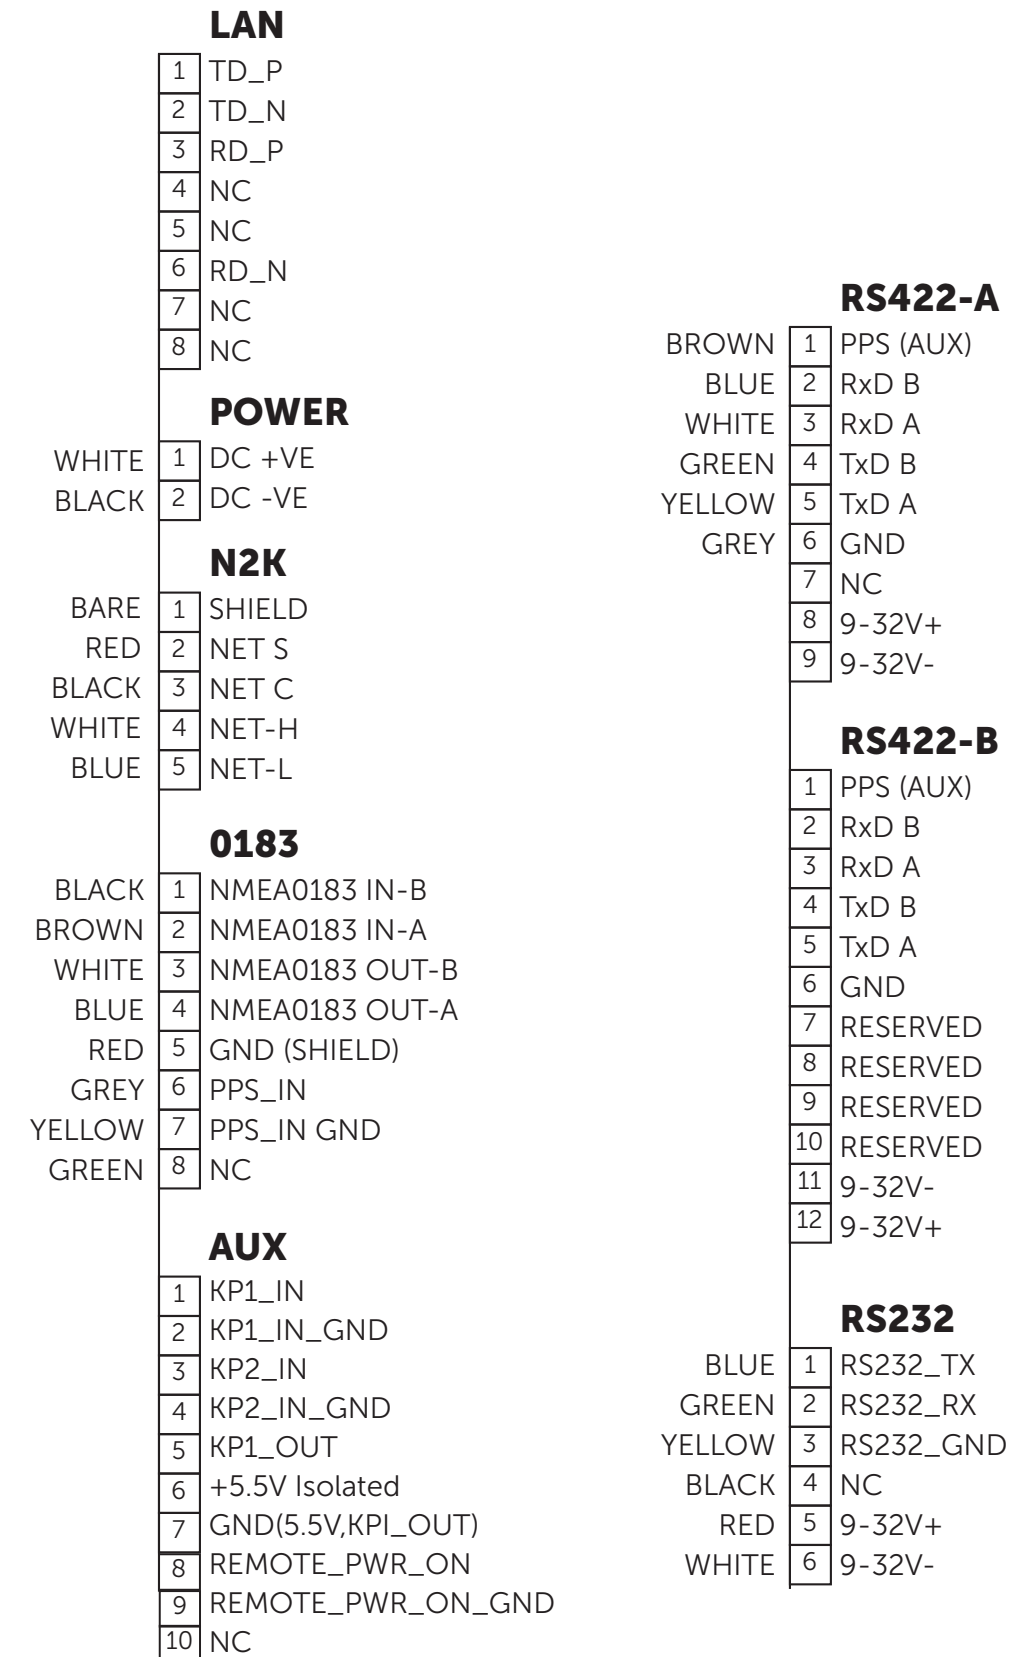 LAN
1 TD_P
2 TD_N
3 RD_P
4 NC
5 NC
6 RD_N
7 NC
8 NC
POWER
WHITE 1 DC +VE
BLACK 2 DC -VE
N2K
BARE 1 SHIELD
RED 2 NET S
BLACK 3 NET C
WHITE 4 NET-H
BLUE 5 NET-L
0183
BLACK 1 NMEA0183 IN-B
BROWN 2 NMEA0183 IN-A
WHITE 3 NMEA0183 OUT-B
BLUE 4 NMEA0183 OUT-A
RED 5 GND (SHIELD)
GREY 6 PPS_IN
YELLOW 7 PPS_IN GND
GREEN 8 NC
AUX
1 KP1_IN
2 KP1_IN_GND
3 KP2_IN
4 KP2_IN_GND
5 KP1_OUT
6 +5.5V Isolated
7 GND(5.5V,KPI_OUT)
8 REMOTE_PWR_ON
9 REMOTE_PWR_ON_GND
10 NC
RS422-A
BROWN 1 PPS (AUX)
BLUE 2 RxD B
WHITE 3 RxD A
GREEN 4 TxD B
YELLOW 5 TxD A
GREY 6 GND
7 NC
8 9-32V+
9 9-32V-
RS422-B
1 PPS (AUX)
2 RxD B
3 RxD A
4 TxD B
5 TxD A
6 GND
7 RESERVED
8 RESERVED
9 RESERVED
10 RESERVED
11 9-32V-
12 9-32V+
RS232
BLUE 1 RS232_TX
GREEN 2 RS232_RX
YELLOW 3 RS232_GND
BLACK 4 NC
RED 5 9-32V+
WHITE 6 9-32V-